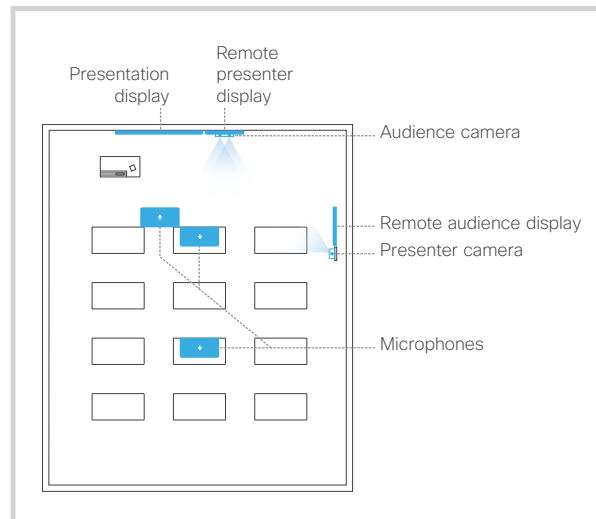 Remote
Presentation
presenter
display
display
Audience camera
Remote audience display
Presenter camera
Microphones